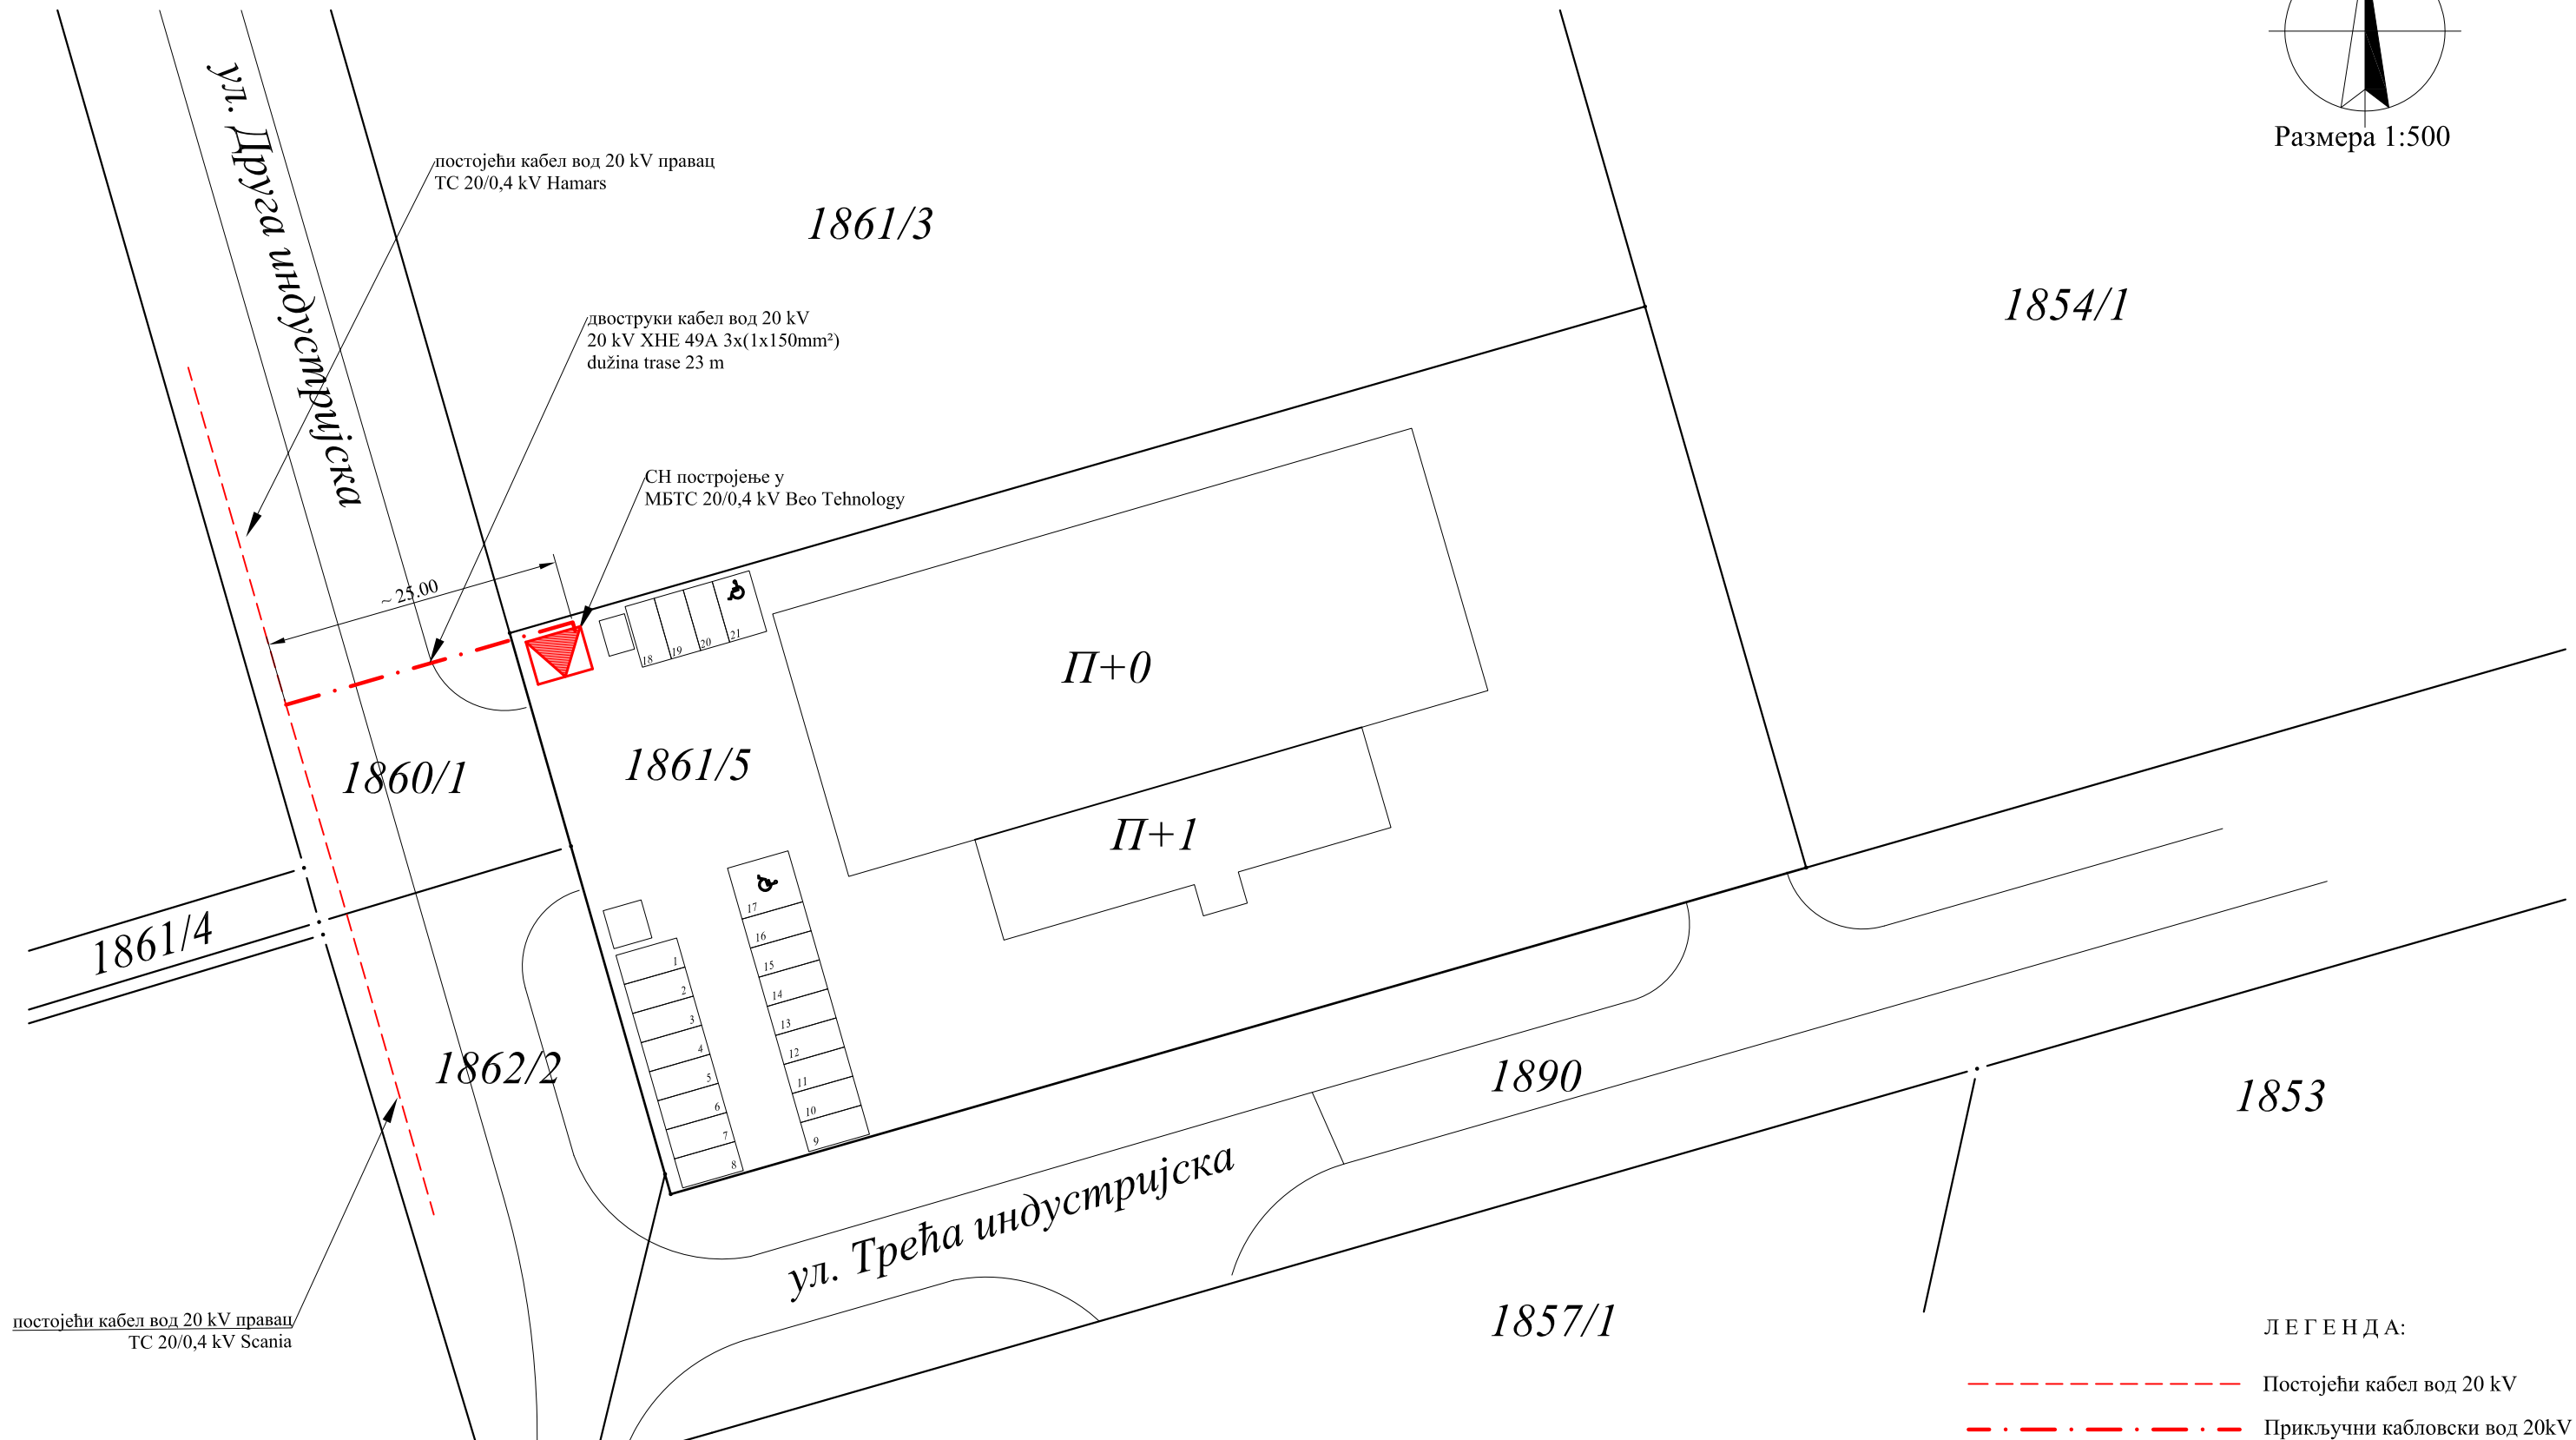 Размера 1:500
ул. Друга индустријска
постојећи кабел вод 20 kV правац
ТС 20/0,4 kV Hamars
1861/3
1854/1
двоструки кабел вод 20 kV
20 kV XHE 49A 3x(1x150mm²)
dužina trase 23 m
СН постројење у
МБТС 20/0,4 kV Beo Tehnology
~ 25.00
18
19
20
21
П+0
1860/1
1861/5
П+1
1861/4
17
16
15
14
13
12
11
10
9
1
2
3
4
5
6
7
8
1862/2
1890
1853
ул. Трећа индустријска
1857/1
постојећи кабел вод 20 kV правац
ТС 20/0,4 kV Scania
Л Е Г Е Н Д А:
Постојећи кабел вод 20 kV
Прикључни кабловски вод 20kV